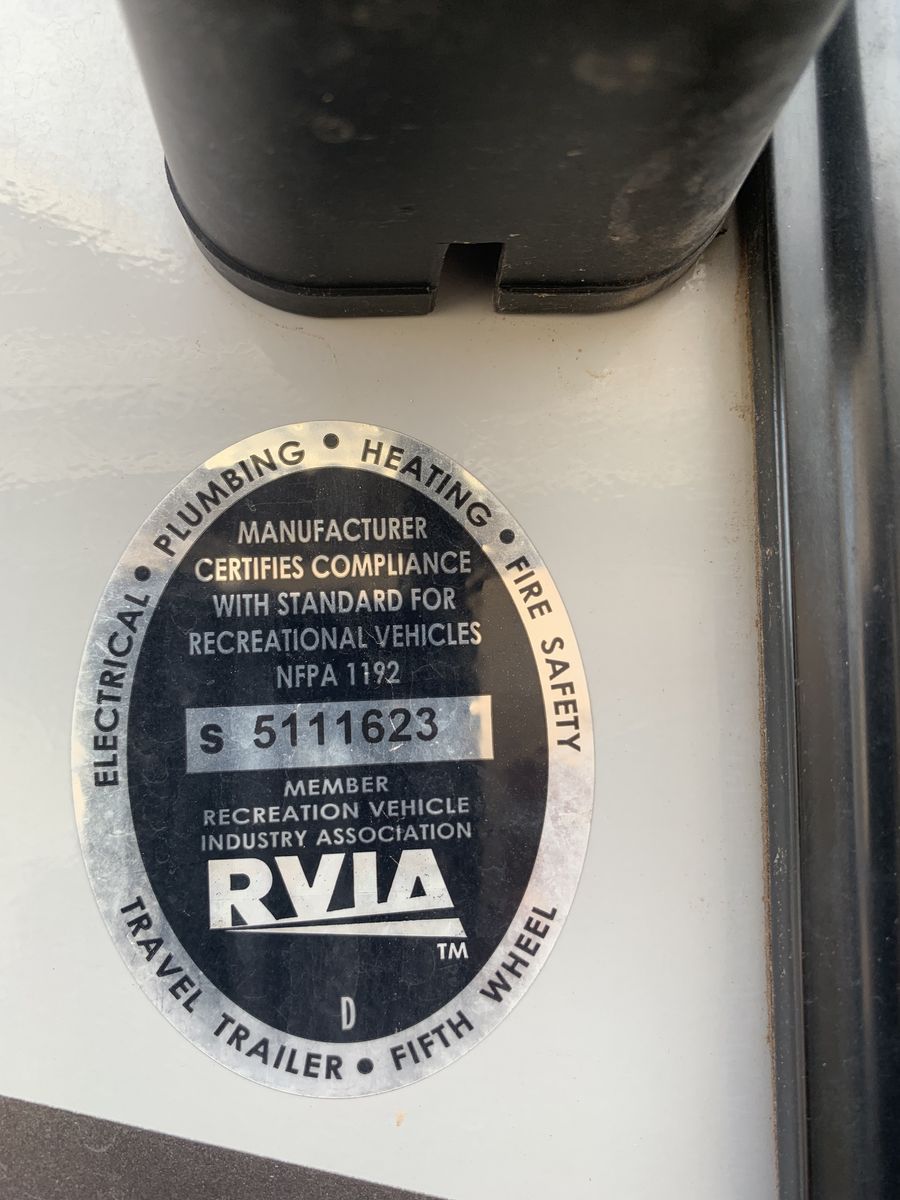 ELECTRICAL • PLUMBING • HEATING • FIRE SAFETY
MANUFACTURER
CERTIFIES COMPLIANCE
WITH STANDARD FOR
RECREATIONAL VEHICLES
NFPA 1192
S 5111623
MEMBER
RECREATION VEHICLE
INDUSTRY ASSOCIATION
RVIA
TM
D
TRAVEL TRAILER • FIFTH WHEEL